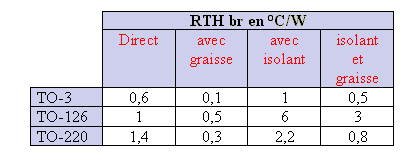 RTH br en °C/W
Direct avec graisse avec isolant isolant et graisse
TO-3 0,6 0,1 1 0,5
TO-126 1 0,5 6 3
TO-220 1,4 0,3 2,2 0,8